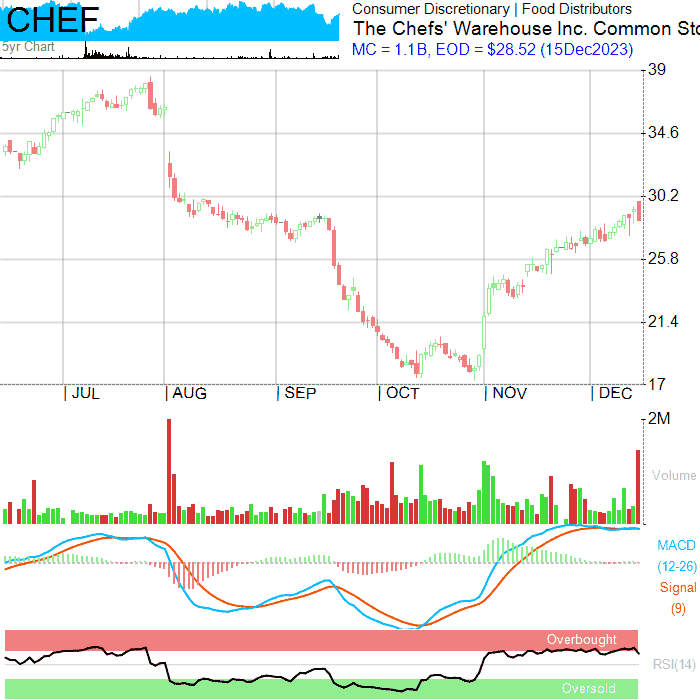 CHEF
5yr Chart
Consumer Discretionary | Food Distributors
The Chefs' Warehouse Inc. Common Sto
MC = 1.1B, EOD = $28.52 (15Dec2023)
39
34.6
30.2
25.8
21.4
17
JUL AUG SEP OCT NOV DEC
2M
Volume
MACD
(12-26)
Signal
(9)
Overbought
RSI(14)
Oversold